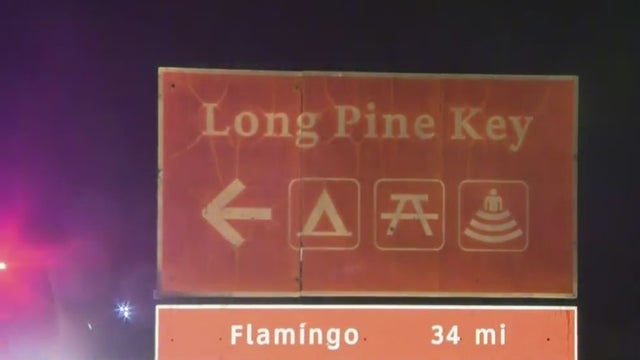 Long Pine Key
Flamingo 34 mi